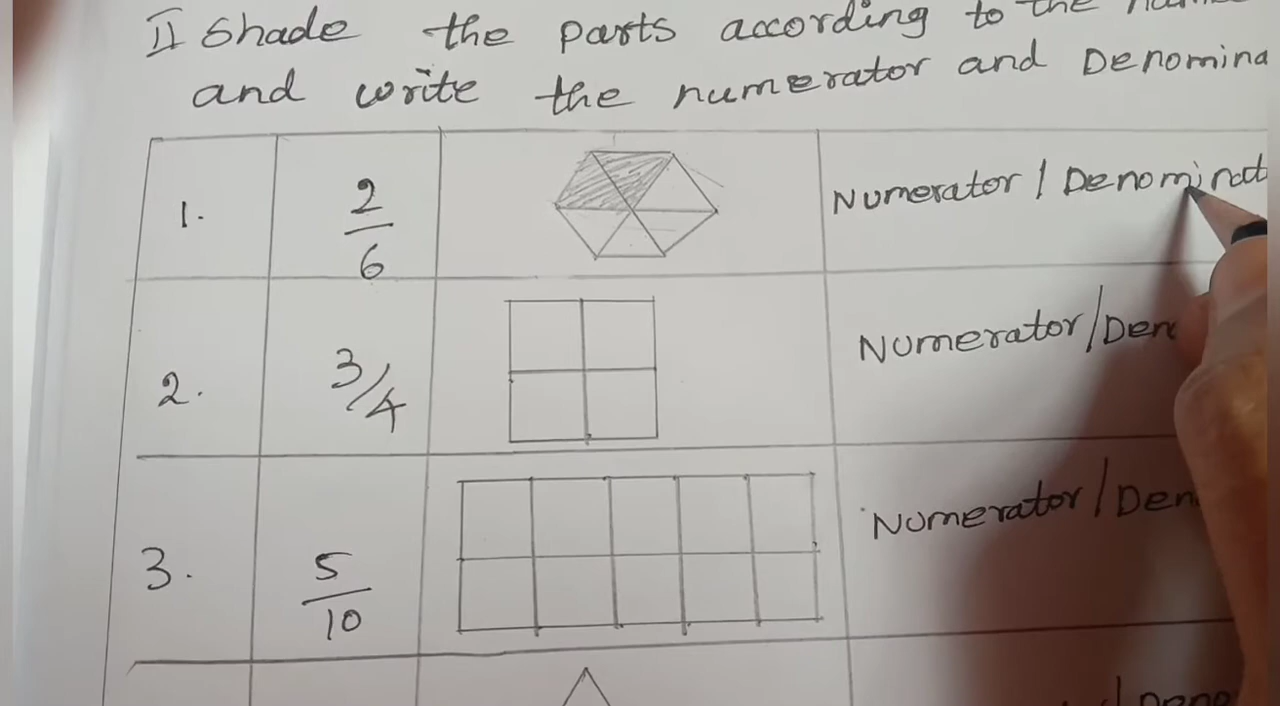 II Shade the parts according to the
and write the numerator and Denomina
1. 2/6 Numerator / Denominat
2. 3/4 Numerator/Den
3. 5/10 Numerator/Den